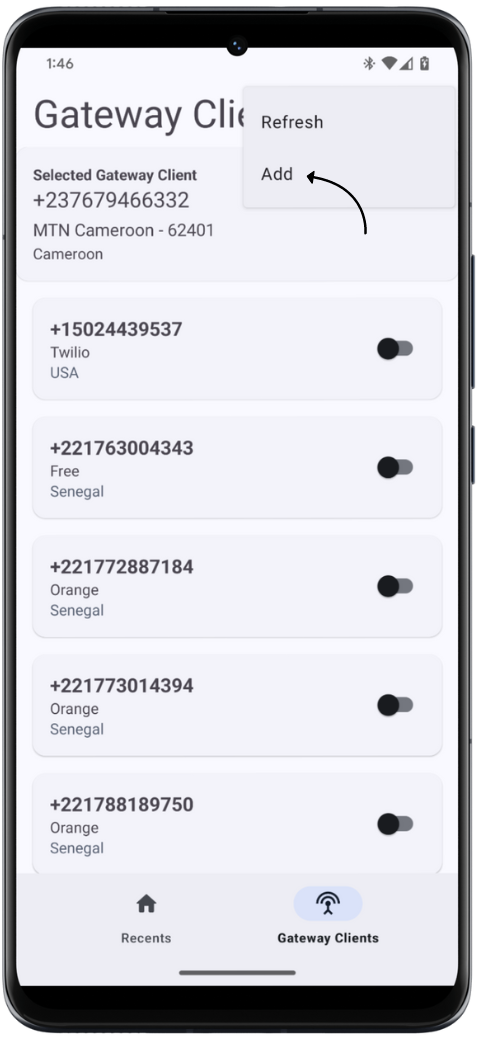 1:46
Gateway Clie
Refresh
Add
Selected Gateway Client
+237679466332
MTN Cameroon - 62401
Cameroon
+15024439537
Twilio
USA
+221763004343
Free
Senegal
+221772887184
Orange
Senegal
+221773014394
Orange
Senegal
+221788189750
Orange
Senegal
Recents
Gateway Clients